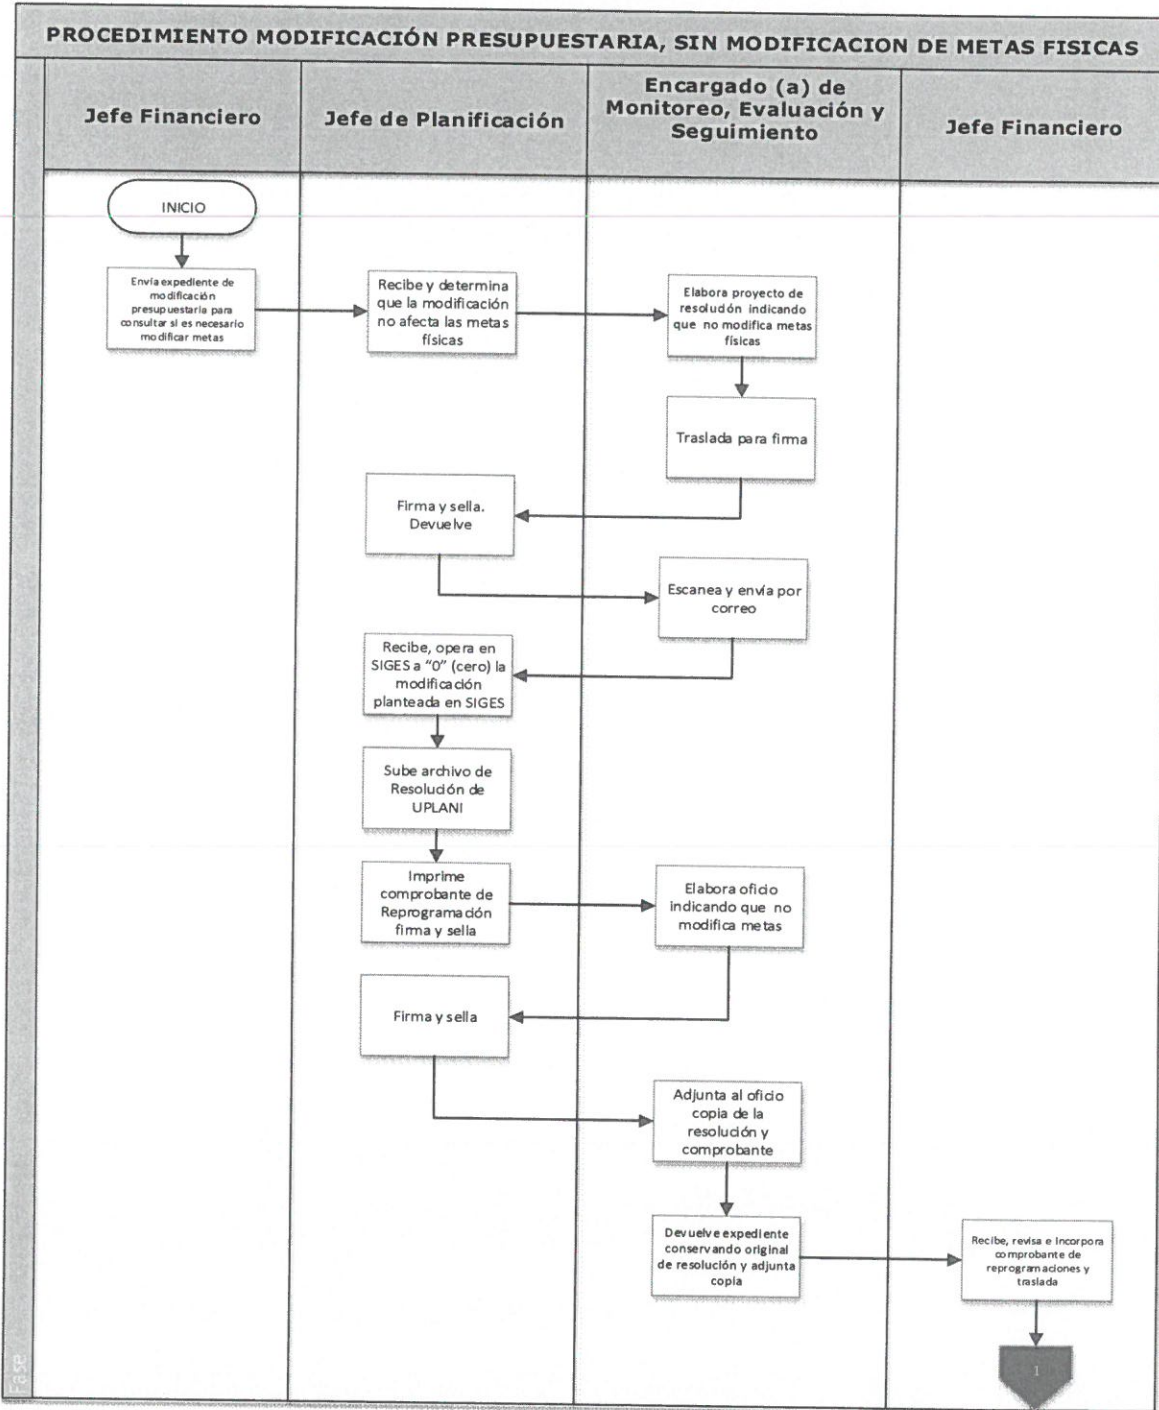 PROCEDIMIENTO MODIFICACIÓN PRESUPUESTARIA, SIN MODIFICACION DE METAS FISICAS
Jefe Financiero
Jefe de Planificación
Encargado (a) de
Monitoreo, Evaluación y
Seguimiento
Jefe Financiero
INICIO
Envía expediente de
modificación
presupuestaria para
consultar si es necesario
modificar metas
Recibe y determina
que la modificación
no afecta las metas
físicas
Elabora proyecto de
resolución indicando
que no modifica metas
físicas
Traslada para firma
Firma y sella.
Devuelve
Escanea y envía por
correo
Recibe, opera en
SIGES a “0” (cero) la
modificación
planteada en SIGES
Sube archivo de
Resolución de
UPLANI
Imprime
comprobante de
Reprogramación
firma y sella
Elabora oficio
indicando que no
modifica metas
Firma y sella
Adjunta al oficio
copia de la
resolución y
comprobante
Devuelve expediente
conservando original
de resolución y adjunta
copia
Recibe, revisa e incorpora
comprobante de
reprogramaciones y
traslada
1
Fase